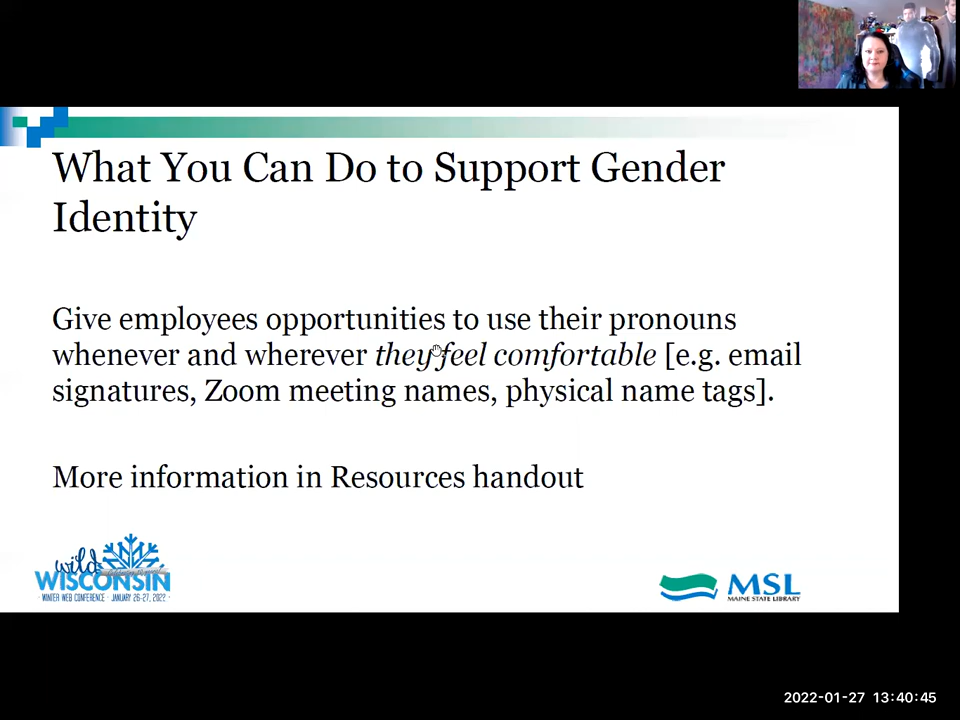 What You Can Do to Support Gender
Identity
Give employees opportunities to use their pronouns
whenever and wherever they feel comfortable [e.g. email
signatures, Zoom meeting names, physical name tags].
More information in Resources handout
wild
WISCONSIN
WINTER WEB CONFERENCE · JANUARY 26-27, 2022
MSL
MAINE STATE LIBRARY
2022-01-27 13:40:45